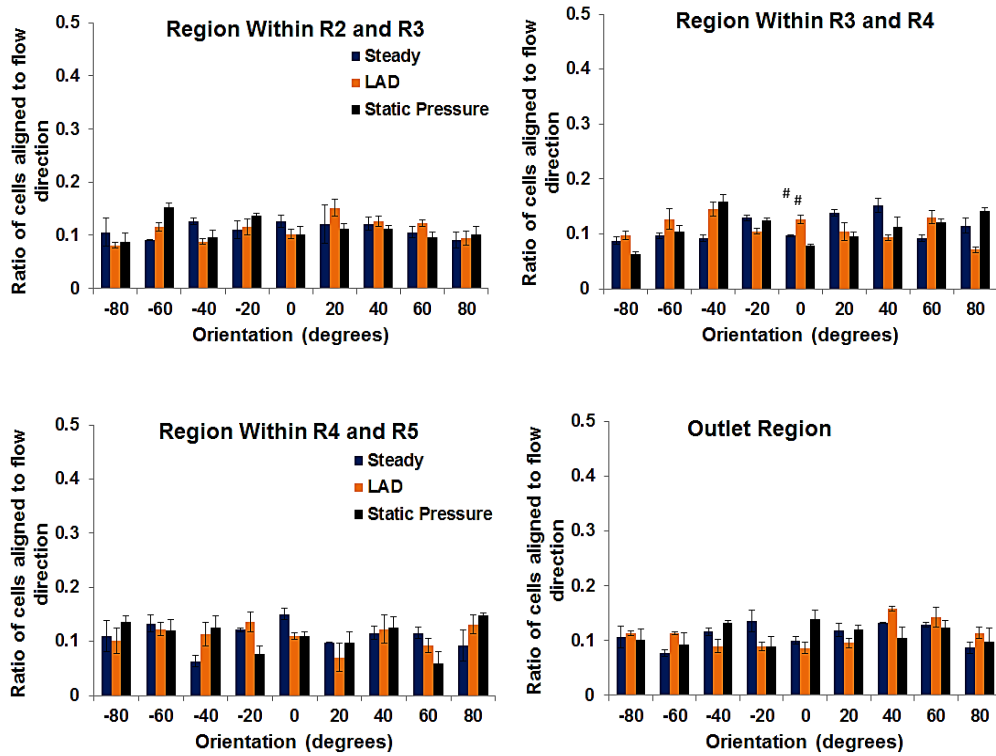 Region Within R2 and R3
Ratio of cells aligned to flow
direction
0.5
0.4
0.3
0.2
0.1
0
Steady
LAD
Static Pressure
-80 -60 -40 -20 0 20 40 60 80
Orientation (degrees)
Region Within R3 and R4
Ratio of cells aligned to flow
direction
0.5
0.4
0.3
0.2
0.1
0
# #
-80 -60 -40 -20 0 20 40 60 80
Orientation (degrees)
Region Within R4 and R5
Ratio of cells aligned to flow
direction
0.5
0.4
0.3
0.2
0.1
0
Steady
LAD
Static Pressure
-80 -60 -40 -20 0 20 40 60 80
Orientation (degrees)
Outlet Region
Ratio of cells aligned to flow
direction
0.5
0.4
0.3
0.2
0.1
0
-80 -60 -40 -20 0 20 40 60 80
Orientation (degrees)